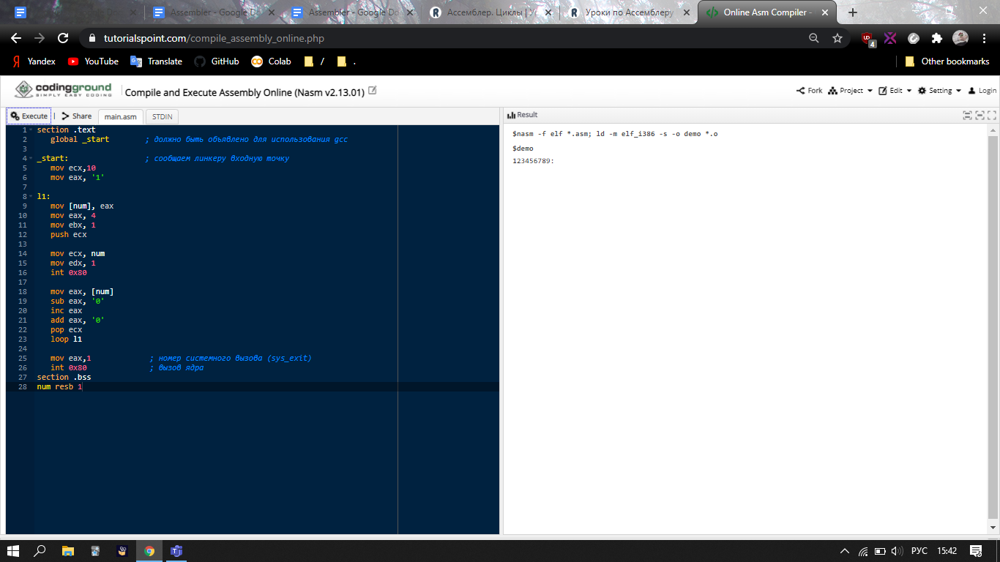 Assembler - Google Do
Assembler - Google Do
Ассемблер. Циклы | У
Уроки по Ассемблеру
Online Asm Compiler -
tutorialspoint.com/compile_assembly_online.php
4
Yandex
YouTube
Translate
GitHub
Colab
/
.
Other bookmarks
codingground
SIMPLY EASY CODING
Compile and Execute Assembly Online (Nasm v2.13.01)
Fork
Project
Edit
Setting
Login
Execute
| Share
main.asm
STDIN
Result
1 section .text
2 global _start ; должно быть объявлено для использования gcc
3
4 _start: ; сообщаем линкеру входную точку
5 mov ecx,10
6 mov eax, '1'
7
8 l1:
9 mov [num], eax
10 mov eax, 4
11 mov ebx, 1
12 push ecx
13
14 mov ecx, num
15 mov edx, 1
16 int 0x80
17
18 mov eax, [num]
19 sub eax, '0'
20 inc eax
21 add eax, '0'
22 pop ecx
23 loop l1
24
25 mov eax,1 ; номер системного вызова (sys_exit)
26 int 0x80 ; вызов ядра
27 section .bss
28 num resb 1
$nasm -f elf *.asm; ld -m elf_i386 -s -o demo *.o
$demo
123456789:
РУС
15:42